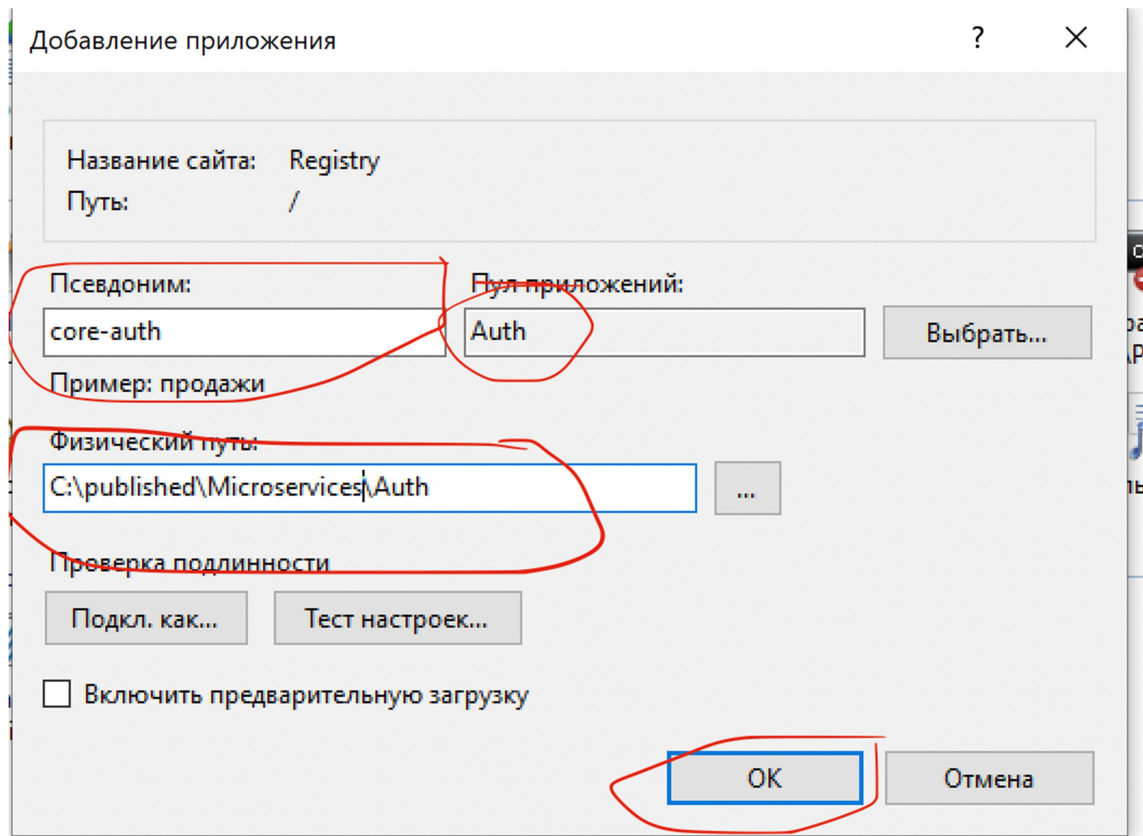 Добавление приложения
?
Название сайта: Registry
Путь: /
Псевдоним: Пул приложений:
core-auth Auth Выбрать...
Пример: продажи
Физический путь:
C:\published\Microservices\Auth ...
Проверка подлинности
Подкл. как... Тест настроек...
Включить предварительную загрузку
ОК Отмена